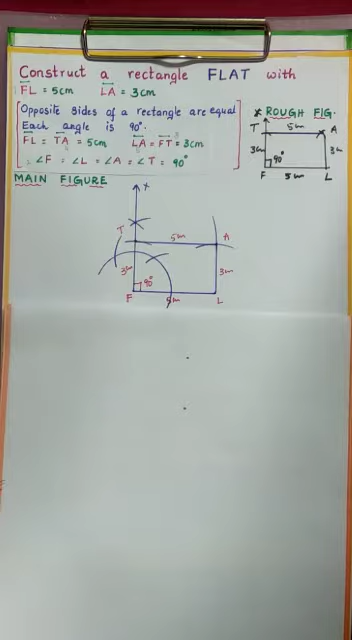 Construct a rectangle FLAT with
FL = 5cm LA = 3cm
Opposite sides of a rectangle are equal
Each angle is 90°.
FL = TA = 5cm LA = FT = 3cm
∴ ∠F = ∠L = ∠A = ∠T = 90°
* ROUGH FIG.
T 5cm A
3cm 3cm
90°
F 5cm L
MAIN FIGURE
X
T 5cm A
3cm 3cm
90°
F 5cm L